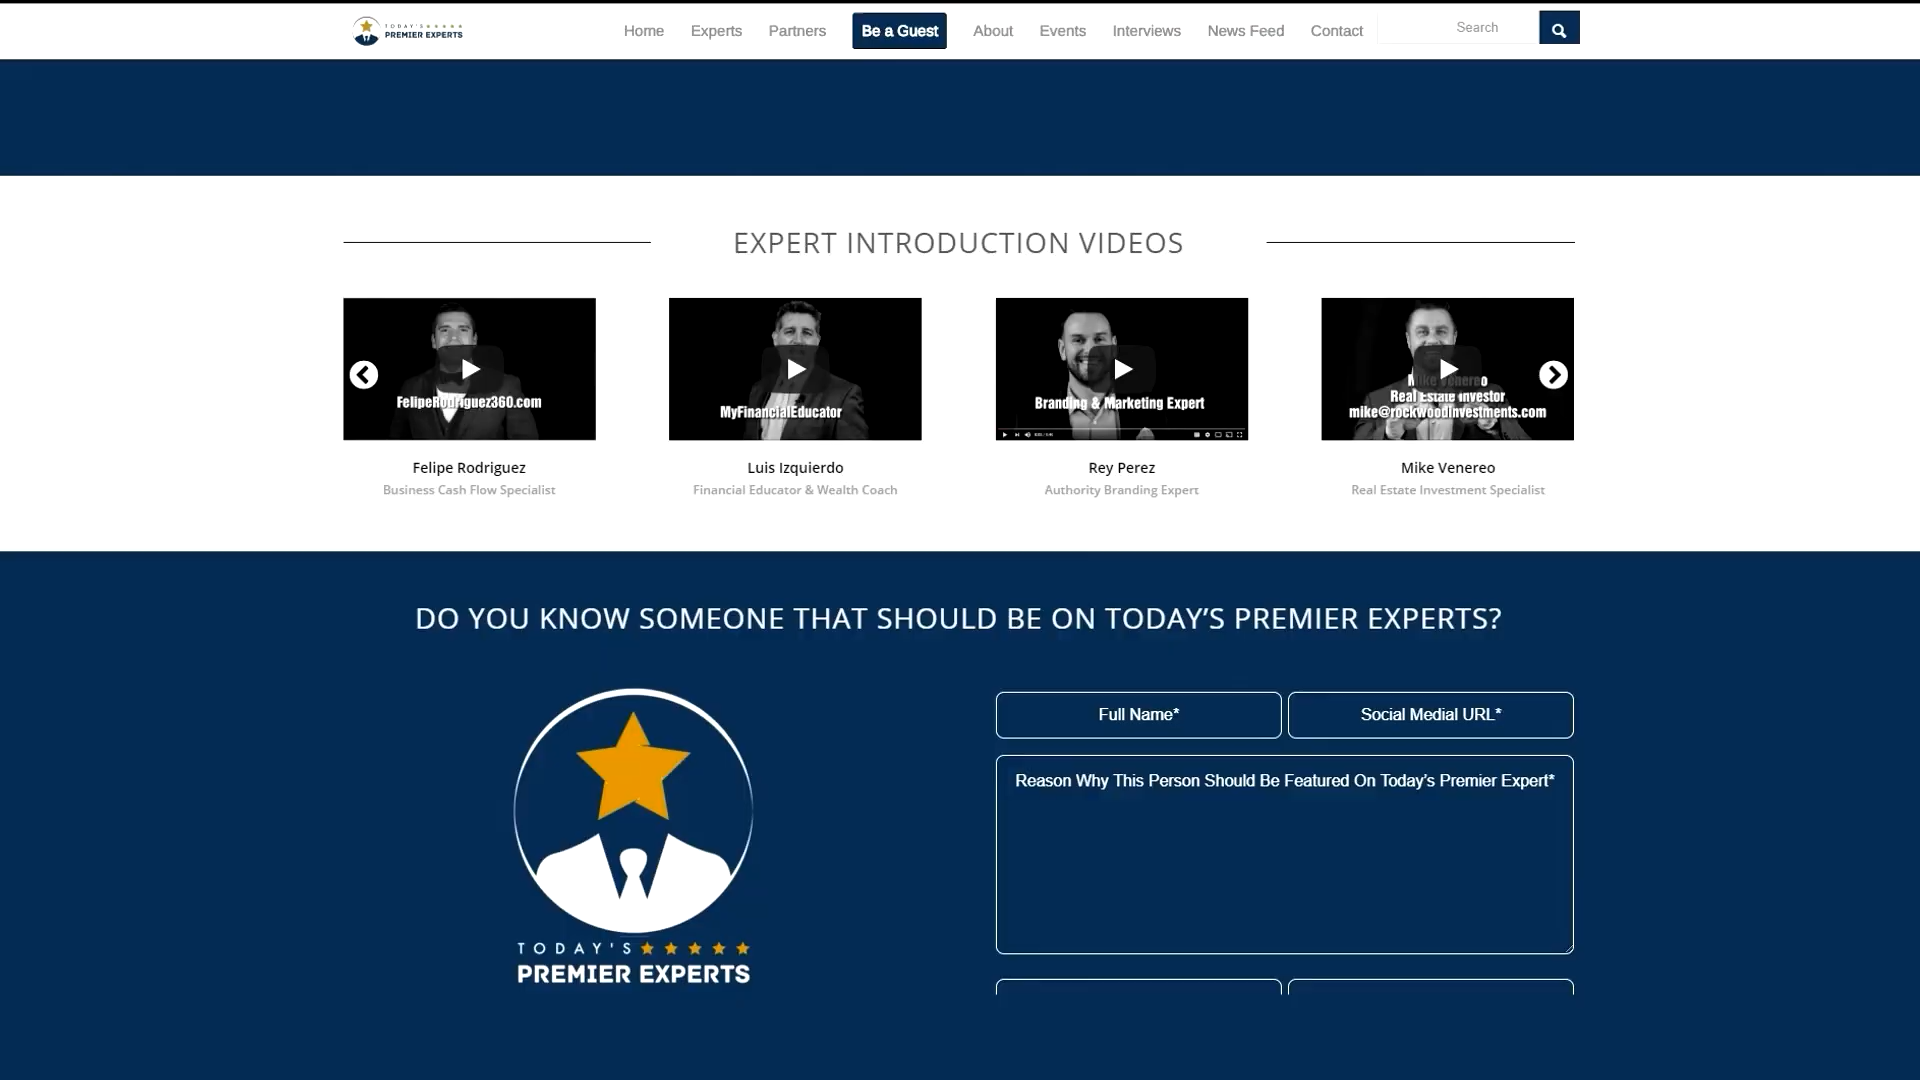 TODAY'S
PREMIER EXPERTS
Home
Experts
Partners
Be a Guest
About
Events
Interviews
News Feed
Contact
Search
EXPERT INTRODUCTION VIDEOS
FelipeRodriguez360.com
MyFinancialEducator
Branding & Marketing Expert
Mike Venereo
Real Estate Investor
mike@rockwoodinvestments.com
Felipe Rodriguez
Luis Izquierdo
Rey Perez
Mike Venereo
Business Cash Flow Specialist
Financial Educator & Wealth Coach
Authority Branding Expert
Real Estate Investment Specialist
DO YOU KNOW SOMEONE THAT SHOULD BE ON TODAY'S PREMIER EXPERTS?
Full Name*
Social Medial URL*
Reason Why This Person Should Be Featured On Today's Premier Expert*
TODAY'S
PREMIER EXPERTS